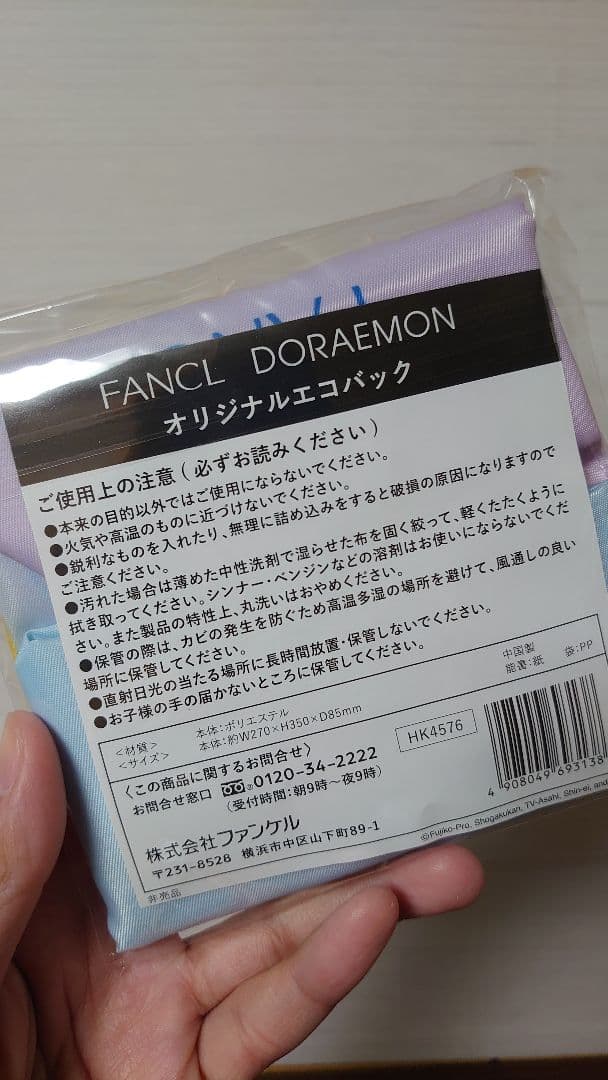 FANCL DORAEMON
オリジナルエコバック
ご使用上の注意（必ずお読みください）
●本来の目的以外ではご使用にならないでください。
●火気や高温のものに近づけないでください。
●鋭利なものを入れたり、無理に詰め込みをすると破損の原因になりますので
ご注意ください。
●汚れた場合は薄めた中性洗剤で湿らせた布を固く絞って、軽くたたくように
拭き取ってください。シンナー・ベンジンなどの溶剤はお使いにならないでくだ
さい。また製品の特性上、丸洗いはおやめください。
●保管の際は、カビの発生を防ぐため高温多湿の場所を避けて、風通しの良い
場所に保管してください。
●直射日光の当たる場所に長時間放置・保管しないでください。
●お子様の手の届かないところに保管してください。
＜材質＞ 本体：ポリエステル 中国製
＜サイズ＞ 本体：約W270×H350×D85mm 能書：紙 袋：PP
〈この商品に関するお問合せ〉 HK4576
お問合せ窓口 0120-34-2222
（受付時間：朝9時〜夜9時）
4 908049 693138
株式会社ファンケル
〒231-8528 横浜市中区山下町89-1
©Fujiko-Pro, Shogakukan, TV-Asahi, Shin-ei, and
非売品